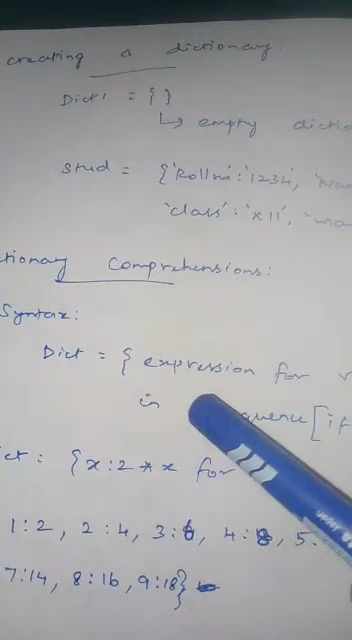 creating a dictionary:
Dict1 = { }
↳ empty
stud = {'Rollno':'1234',
'class':'XII',
Comprehensions:
Syntax:
Dict = { expression for
in [if
{x:2*x for
1:2, 2:4, 3:6, 4:8, 5:
7:14, 8:16, 9:18}